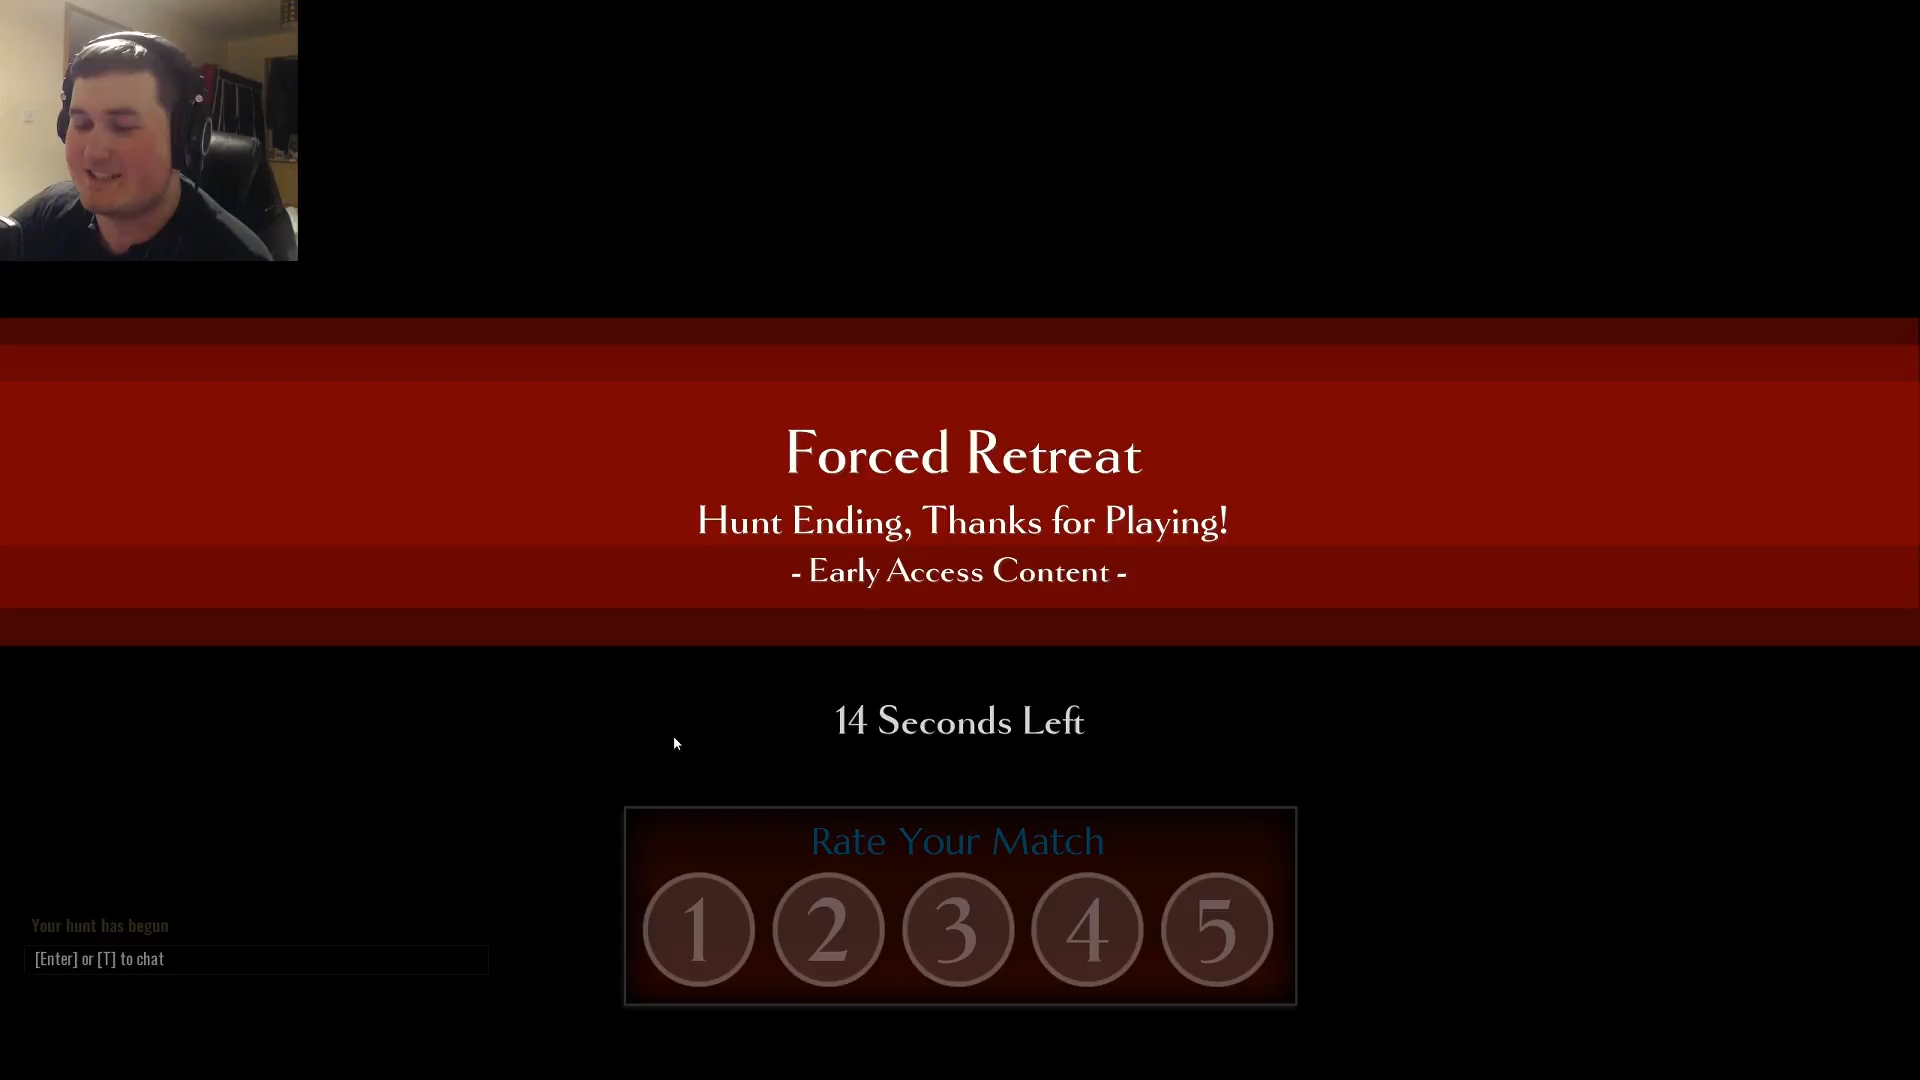 Forced Retreat
Hunt Ending, Thanks for Playing!
- Early Access Content -
14 Seconds Left
Rate Your Match
1 2 3 4 5
Your hunt has begun
[Enter] or [T] to chat